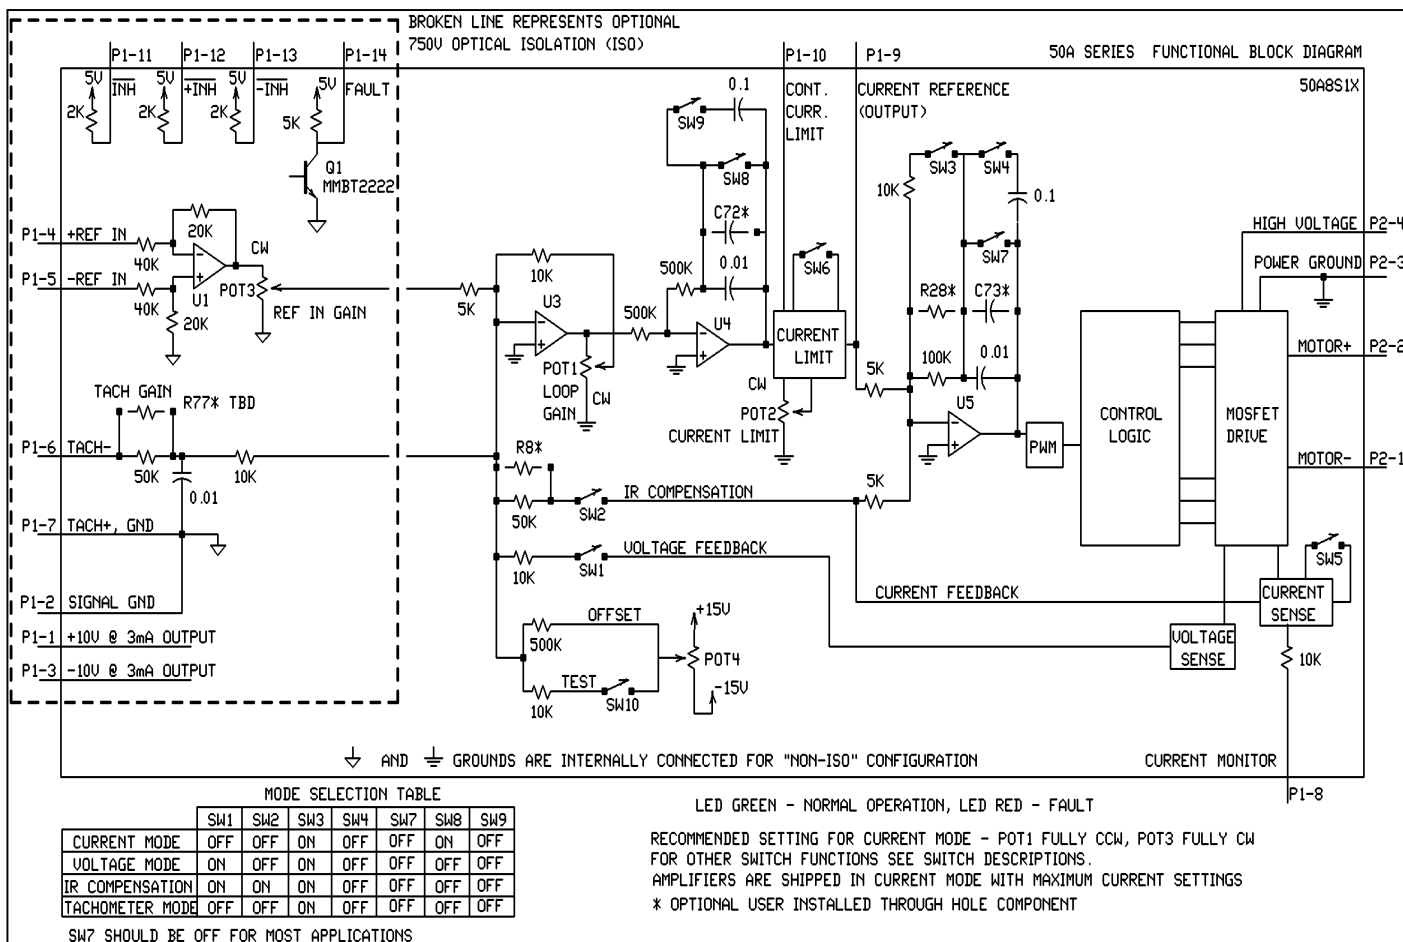 BROKEN LINE REPRESENTS OPTIONAL
750V OPTICAL ISOLATION (ISO)
50A SERIES FUNCTIONAL BLOCK DIAGRAM
50A8S1X
P1-11
P1-12
P1-13
P1-14
P1-10
P1-9
5V
INH
5V
+INH
5V
-INH
5V
FAULT
2K
2K
2K
5K
Q1
MMBT2222
0.1
SW9
SW8
C72*
0.01
500K
CONT.
CURR.
LIMIT
CURRENT REFERENCE
(OUTPUT)
SW3
SW4
10K
0.1
SW7
SW6
P1-4
+REF IN
20K
40K
CW
P1-5
-REF IN
U1
POT3
40K
20K
REF IN GAIN
5K
10K
U3
500K
U4
POT1
LOOP
GAIN
CW
CURRENT
LIMIT
CW
POT2
CURRENT LIMIT
R28*
C73*
100K
0.01
5K
U5
PWM
CONTROL
LOGIC
MOSFET
DRIVE
HIGH VOLTAGE
P2-4
POWER GROUND
P2-3
MOTOR+
P2-2
MOTOR-
P2-1
TACH GAIN
R77* TBD
P1-6
TACH-
50K
10K
0.01
P1-7
TACH+, GND
R8*
50K
SW2
IR COMPENSATION
5K
10K
SW1
VOLTAGE FEEDBACK
CURRENT FEEDBACK
SW5
CURRENT
SENSE
VOLTAGE
SENSE
10K
P1-2
SIGNAL GND
P1-1
+10V @ 3mA OUTPUT
P1-3
-10V @ 3mA OUTPUT
OFFSET
500K
+15V
POT4
TEST
10K
SW10
-15V
AND
GROUNDS ARE INTERNALLY CONNECTED FOR "NON-ISO" CONFIGURATION
CURRENT MONITOR
P1-8
MODE SELECTION TABLE
SW1 SW2 SW3 SW4 SW7 SW8 SW9
CURRENT MODE OFF OFF ON OFF OFF ON OFF
VOLTAGE MODE ON OFF ON OFF OFF OFF OFF
IR COMPENSATION ON ON ON OFF OFF OFF OFF
TACHOMETER MODE OFF OFF ON OFF OFF OFF OFF
SW7 SHOULD BE OFF FOR MOST APPLICATIONS
LED GREEN - NORMAL OPERATION, LED RED - FAULT
RECOMMENDED SETTING FOR CURRENT MODE - POT1 FULLY CCW, POT3 FULLY CW
FOR OTHER SWITCH FUNCTIONS SEE SWITCH DESCRIPTIONS.
AMPLIFIERS ARE SHIPPED IN CURRENT MODE WITH MAXIMUM CURRENT SETTINGS
* OPTIONAL USER INSTALLED THROUGH HOLE COMPONENT